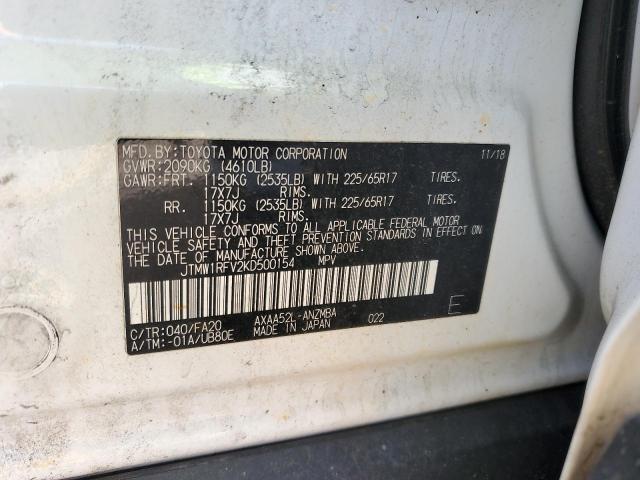 MFD. BY: TOYOTA MOTOR CORPORATION 11/18
GVWR: 2090KG (4610LB)
GAWR: FRT. 1150KG (2535LB) WITH 225/65R17 TIRES.
17X7J RIMS.
RR. 1150KG (2535LB) WITH 225/65R17 TIRES.
17X7J RIMS.
THIS VEHICLE CONFORMS TO ALL APPLICABLE FEDERAL MOTOR
VEHICLE SAFETY AND THEFT PREVENTION STANDARDS IN EFFECT ON
THE DATE OF MANUFACTURE SHOWN ABOVE.
JTMW1RFV2KD500154 MPV
C/TR: 040/FA20 AXAA52L-ANZMBA 022 E
A/TM: -01A/UB80E MADE IN JAPAN